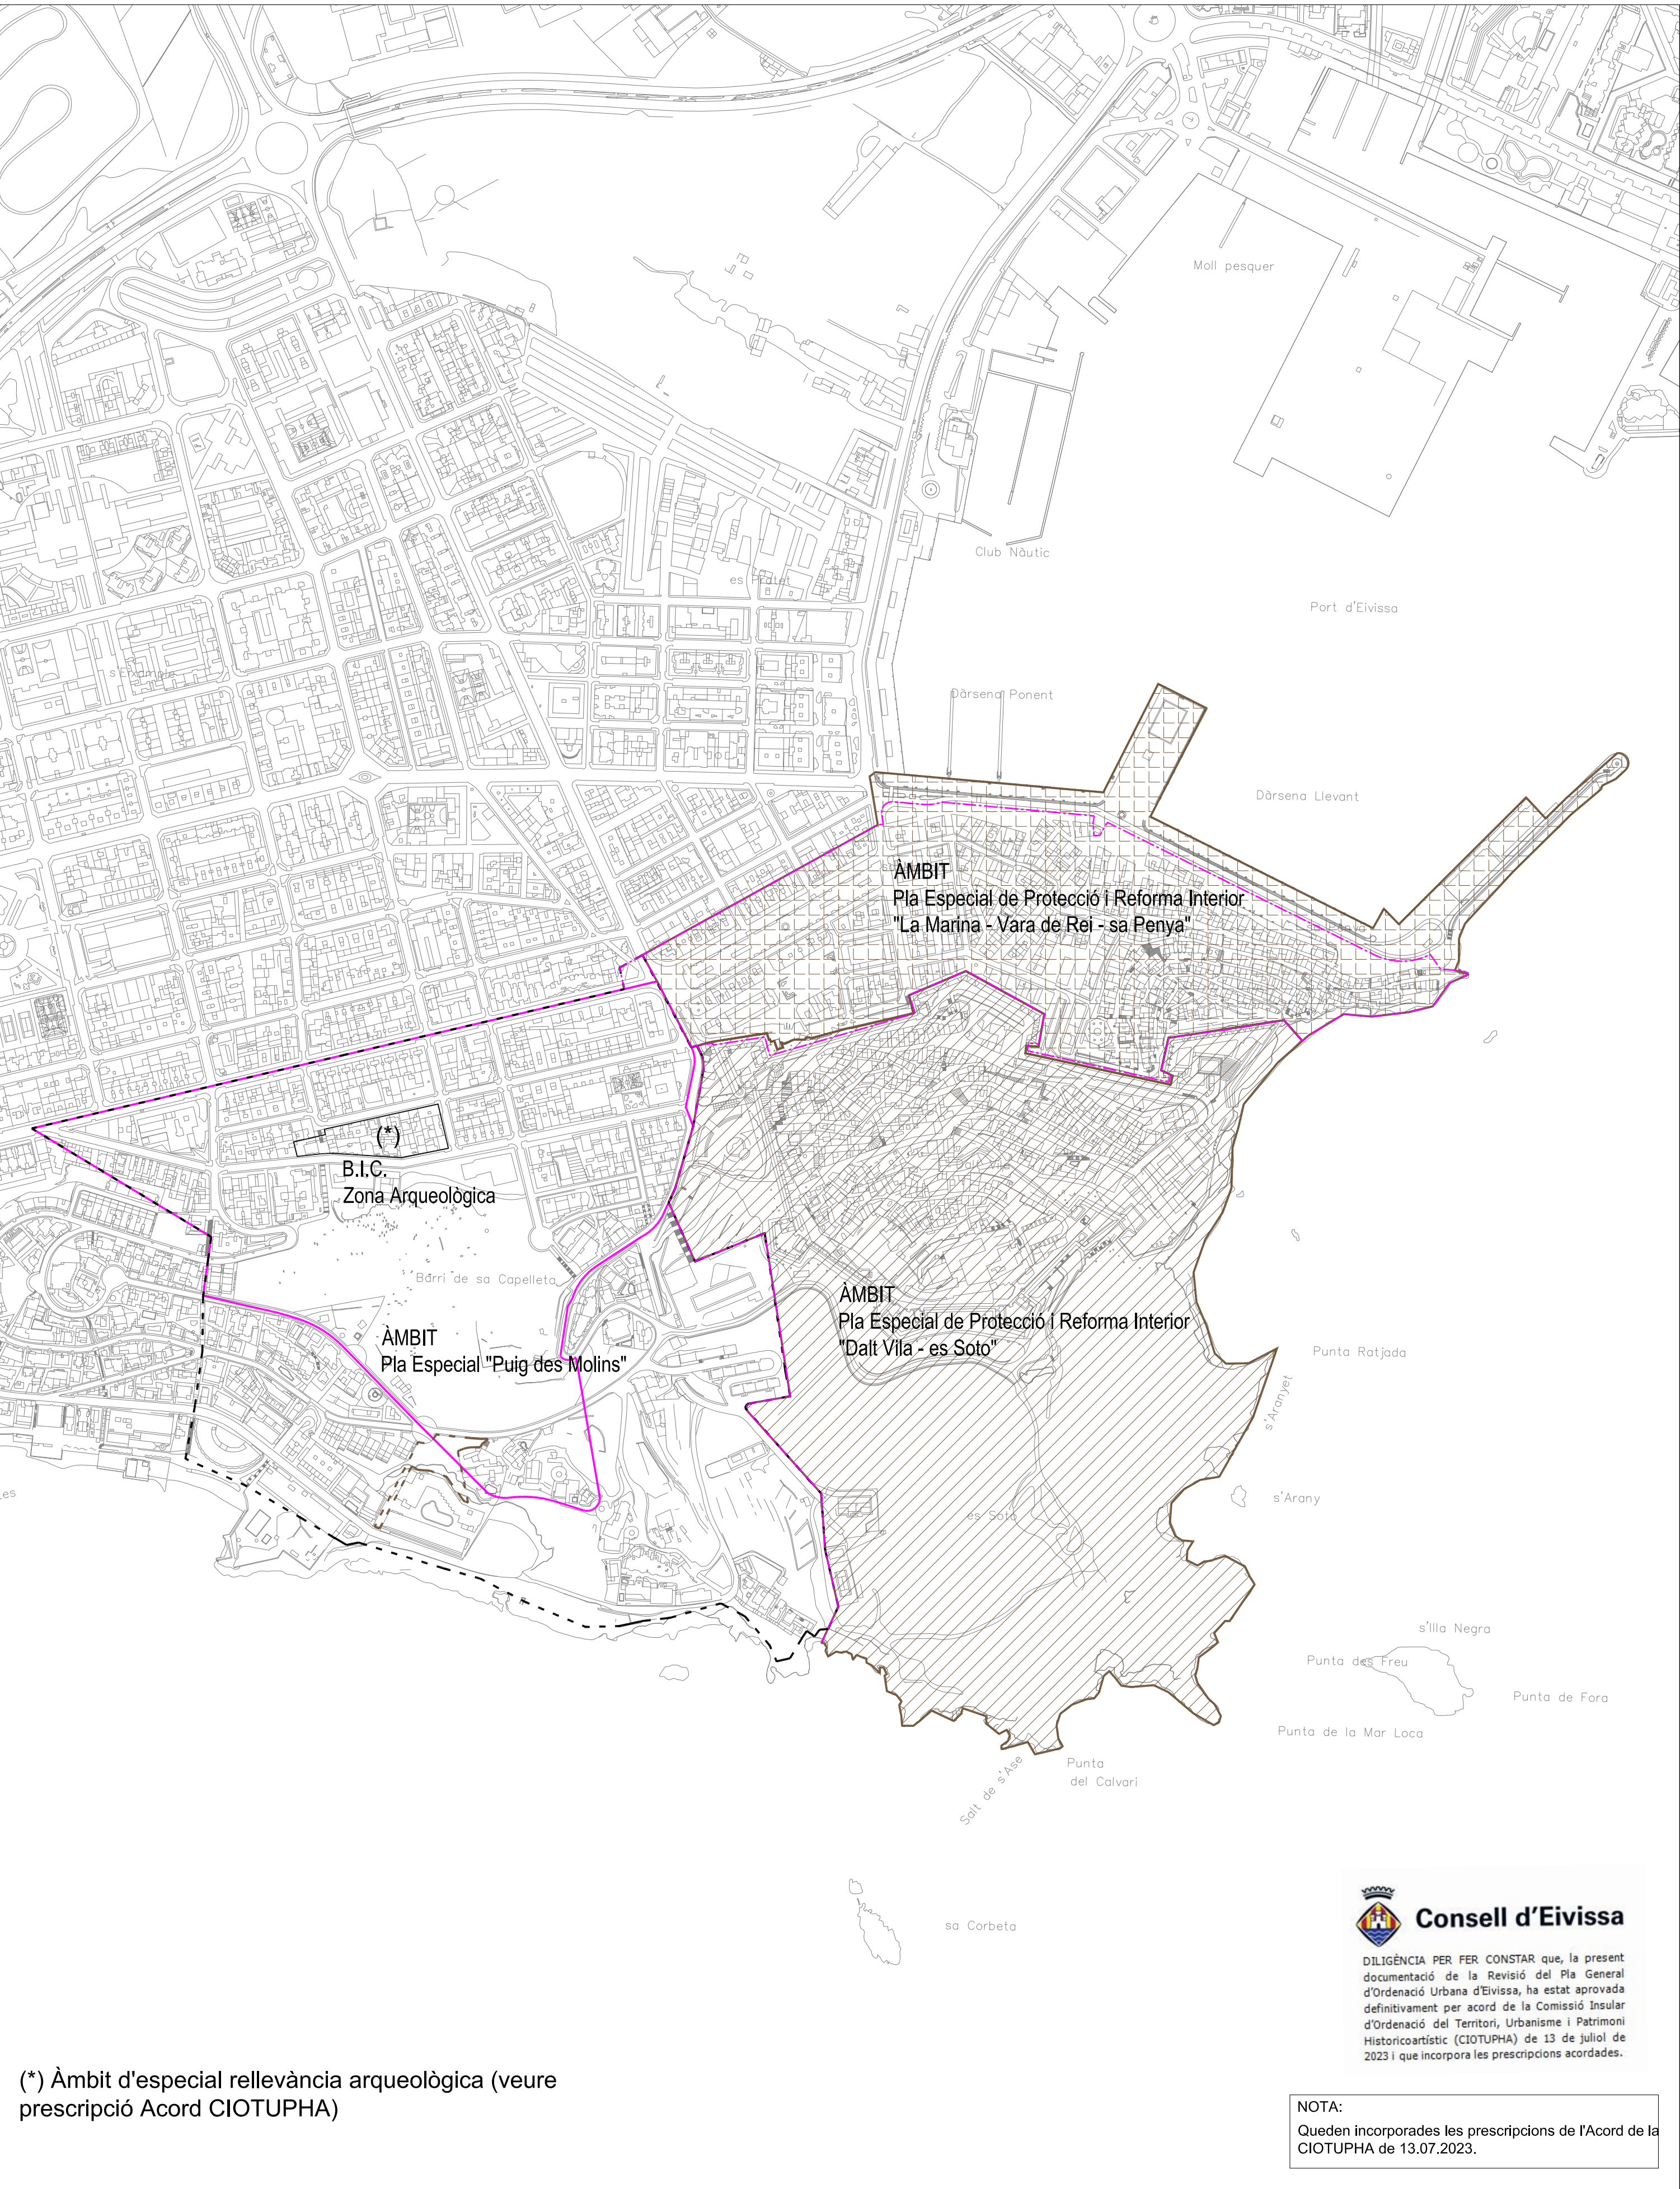 Moll pesquer
Club Nàutic
es Pratet
Port d'Eivissa
s'Eixample
Dàrsena Ponent
Dàrsena Llevant
ÀMBIT
Pla Especial de Protecció i Reforma Interior
"La Marina - Vara de Rei - sa Penya"
(*)
B.I.C.
Zona Arqueològica
Dalt Vila
Barri de sa Capelleta
ÀMBIT
Pla Especial "Puig des Molins"
ÀMBIT
Pla Especial de Protecció i Reforma Interior
"Dalt Vila - es Soto"
Punta Ratjada
s'Aranyet
s'Arany
es Soto
s'Illa Negra
Punta des Freu
Punta de Fora
Punta de la Mar Loca
Punta
del Calvari
Salt de s'Ase
sa Corbeta
Consell d'Eivissa
DILIGÈNCIA PER FER CONSTAR que, la present
documentació de la Revisió del Pla General
d'Ordenació Urbana d'Eivissa, ha estat aprovada
definitivament per acord de la Comissió Insular
d'Ordenació del Territori, Urbanisme i Patrimoni
Historicoartístic (CIOTUPHA) de 13 de juliol de
2023 i que incorpora les prescripcions acordades.
(*) Àmbit d'especial rellevància arqueològica (veure
prescripció Acord CIOTUPHA)
NOTA:
Queden incorporades les prescripcions de l'Acord de la
CIOTUPHA de 13.07.2023.